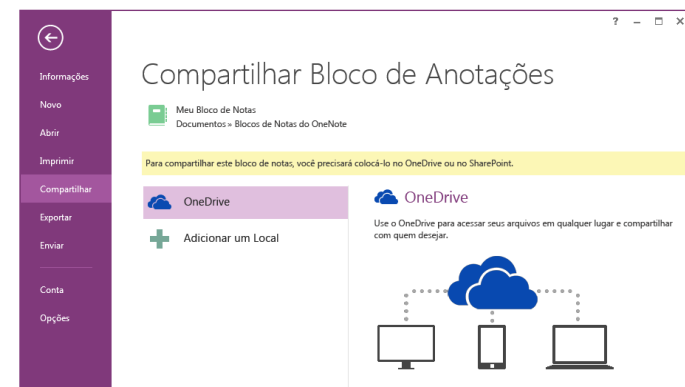 ?
Informações
Novo
Abrir
Imprimir
Compartilhar
Exportar
Enviar
Conta
Opções
Compartilhar Bloco de Anotações
Meu Bloco de Notas
Documentos » Blocos de Notas do OneNote
Para compartilhar este bloco de notas, você precisará colocá-lo no OneDrive ou no SharePoint.
OneDrive
Adicionar um Local
OneDrive
Use o OneDrive para acessar seus arquivos em qualquer lugar e compartilhar
com quem desejar.